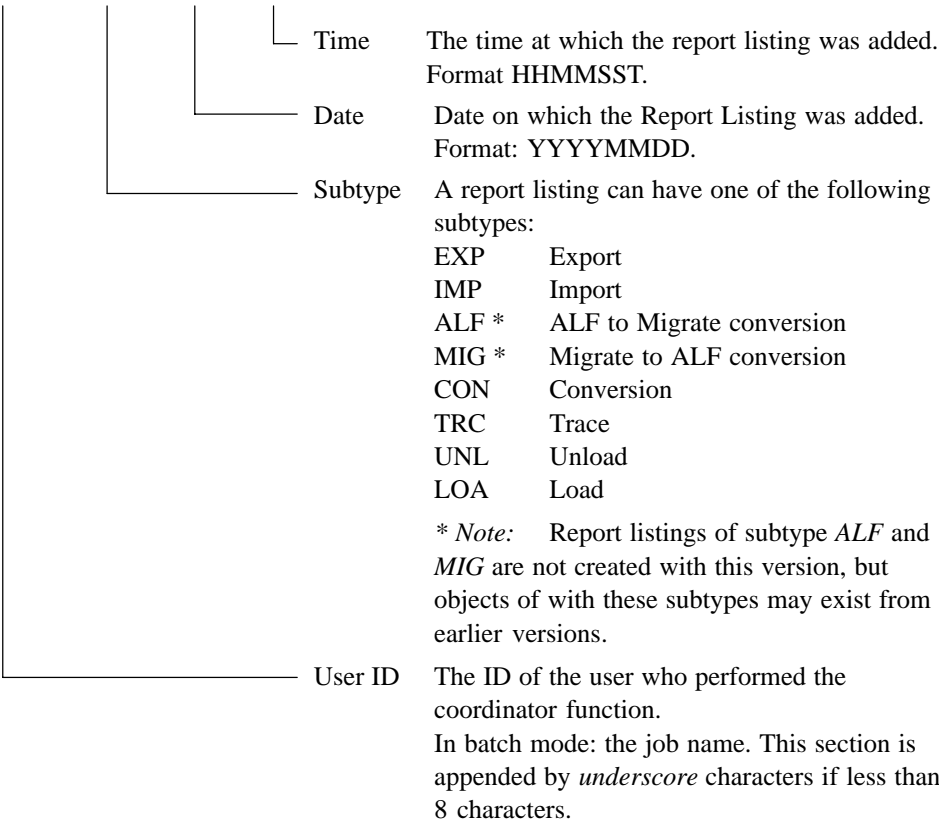 Time The time at which the report listing was added.
Format HHMMSST.
Date Date on which the Report Listing was added.
Format: YYYYMMDD.
Subtype A report listing can have one of the following
subtypes:
EXP Export
IMP Import
ALF * ALF to Migrate conversion
MIG * Migrate to ALF conversion
CON Conversion
TRC Trace
UNL Unload
LOA Load
* Note: Report listings of subtype ALF and
MIG are not created with this version, but
objects of with these subtypes may exist from
earlier versions.
User ID The ID of the user who performed the
coordinator function.
In batch mode: the job name. This section is
appended by underscore characters if less than
8 characters.